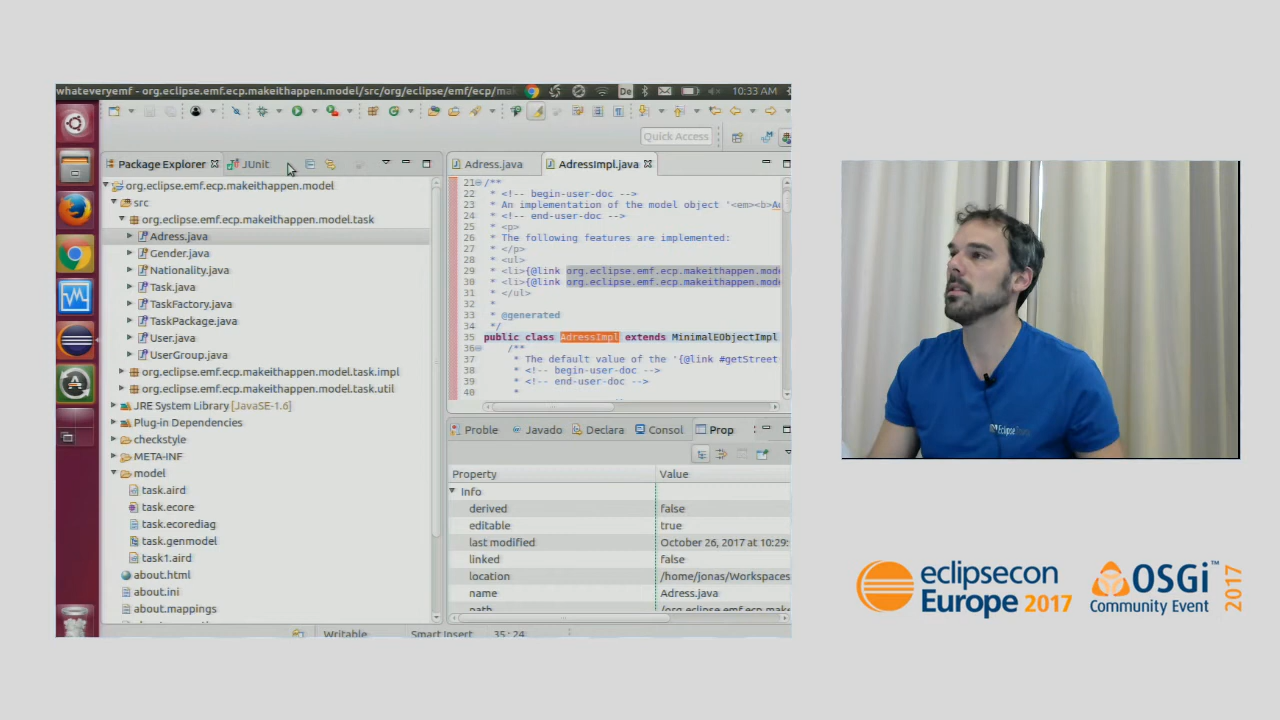 whateveryemf - org.eclipse.emf.ecp.makeithappen.model/src/org/eclipse/emf/ecp/ma
De
10:33 AM
Quick Access
Package Explorer
JUnit
org.eclipse.emf.ecp.makeithappen.model
src
org.eclipse.emf.ecp.makeithappen.model.task
Adress.java
Gender.java
Nationality.java
Task.java
TaskFactory.java
TaskPackage.java
User.java
UserGroup.java
org.eclipse.emf.ecp.makeithappen.model.task.impl
org.eclipse.emf.ecp.makeithappen.model.task.util
JRE System Library [JavaSE-1.6]
Plug-in Dependencies
checkstyle
META-INF
model
task.aird
task.ecore
task.ecorediag
task.genmodel
task1.aird
about.html
about.ini
about.mappings
Adress.java
AdressImpl.java
21 /**
22 * <!-- begin-user-doc -->
23 * An implementation of the model object '<em><b>A
24 * <!-- end-user-doc -->
25 * <p>
26 * The following features are implemented:
27 * </p>
28 * <ul>
29 * <li>{@link org.eclipse.emf.ecp.makeithappen.mode
30 * <li>{@link org.eclipse.emf.ecp.makeithappen.mode
31 * </ul>
32 *
33 * @generated
34 */
35 public class AdressImpl extends MinimalEObjectImpl
36 /**
37 * The default value of the '{@link #getStreet
38 * <!-- begin-user-doc -->
39 * <!-- end-user-doc -->
40 *
Proble
Javado
Declara
Consol
Prop
Property Value
Info
derived false
editable true
last modified October 26, 2017 at 10:29:
linked false
location /home/jonas/Workspaces
name Adress.java
path /org.eclipse.emf.ecp.make
Writable
Smart Insert
35 : 24
eclipsecon
Europe 2017
OSGi™
Community Event
2017